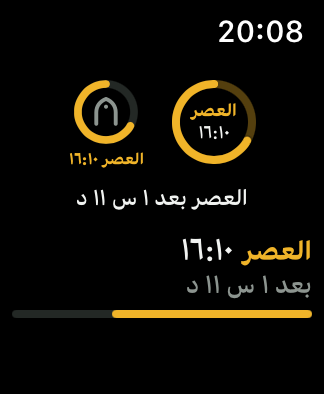 20:08
العصر
١٦:١٠
العصر ١٦:١٠
العصر بعد ١ س ١١ د
العصر ١٦:١٠
بعد ١ س ١١ د